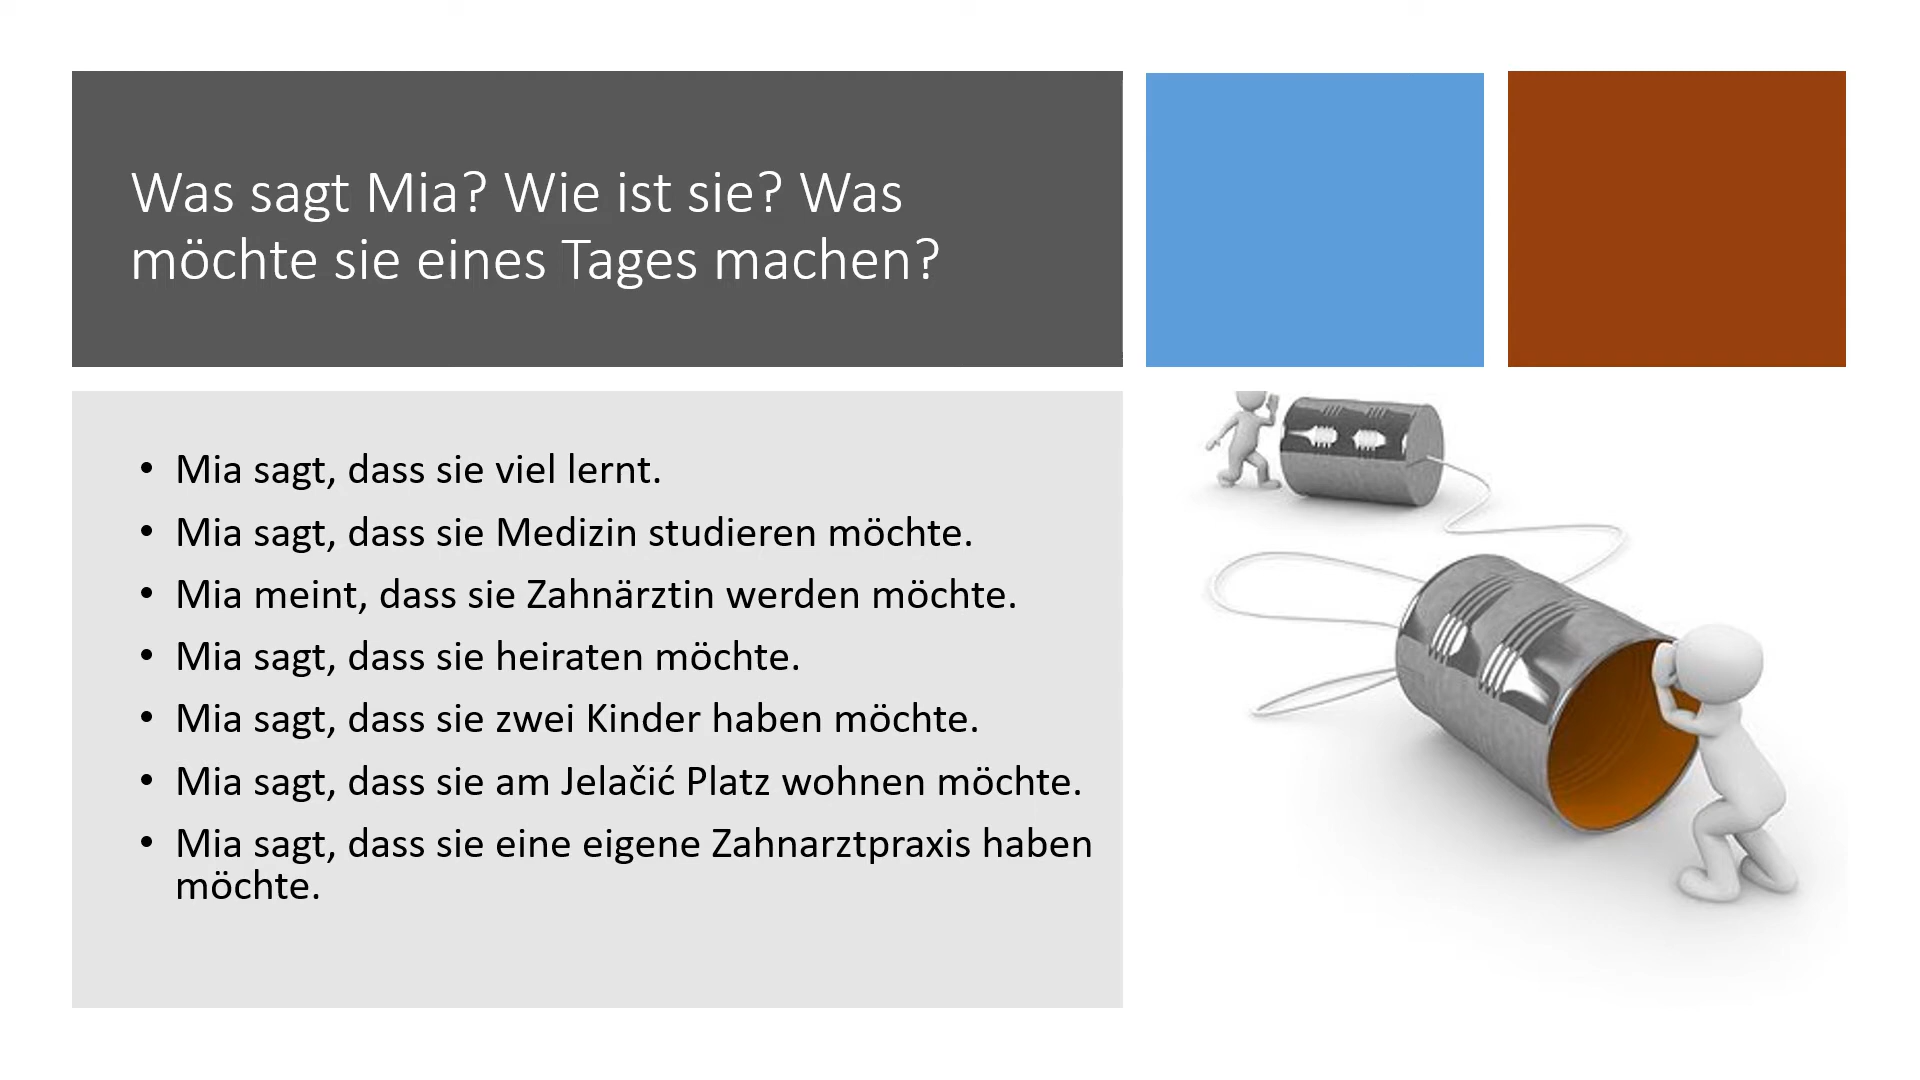 Was sagt Mia? Wie ist sie? Was
möchte sie eines Tages machen?
• Mia sagt, dass sie viel lernt.
• Mia sagt, dass sie Medizin studieren möchte.
• Mia meint, dass sie Zahnärztin werden möchte.
• Mia sagt, dass sie heiraten möchte.
• Mia sagt, dass sie zwei Kinder haben möchte.
• Mia sagt, dass sie am Jelačić Platz wohnen möchte.
• Mia sagt, dass sie eine eigene Zahnarztpraxis haben
möchte.